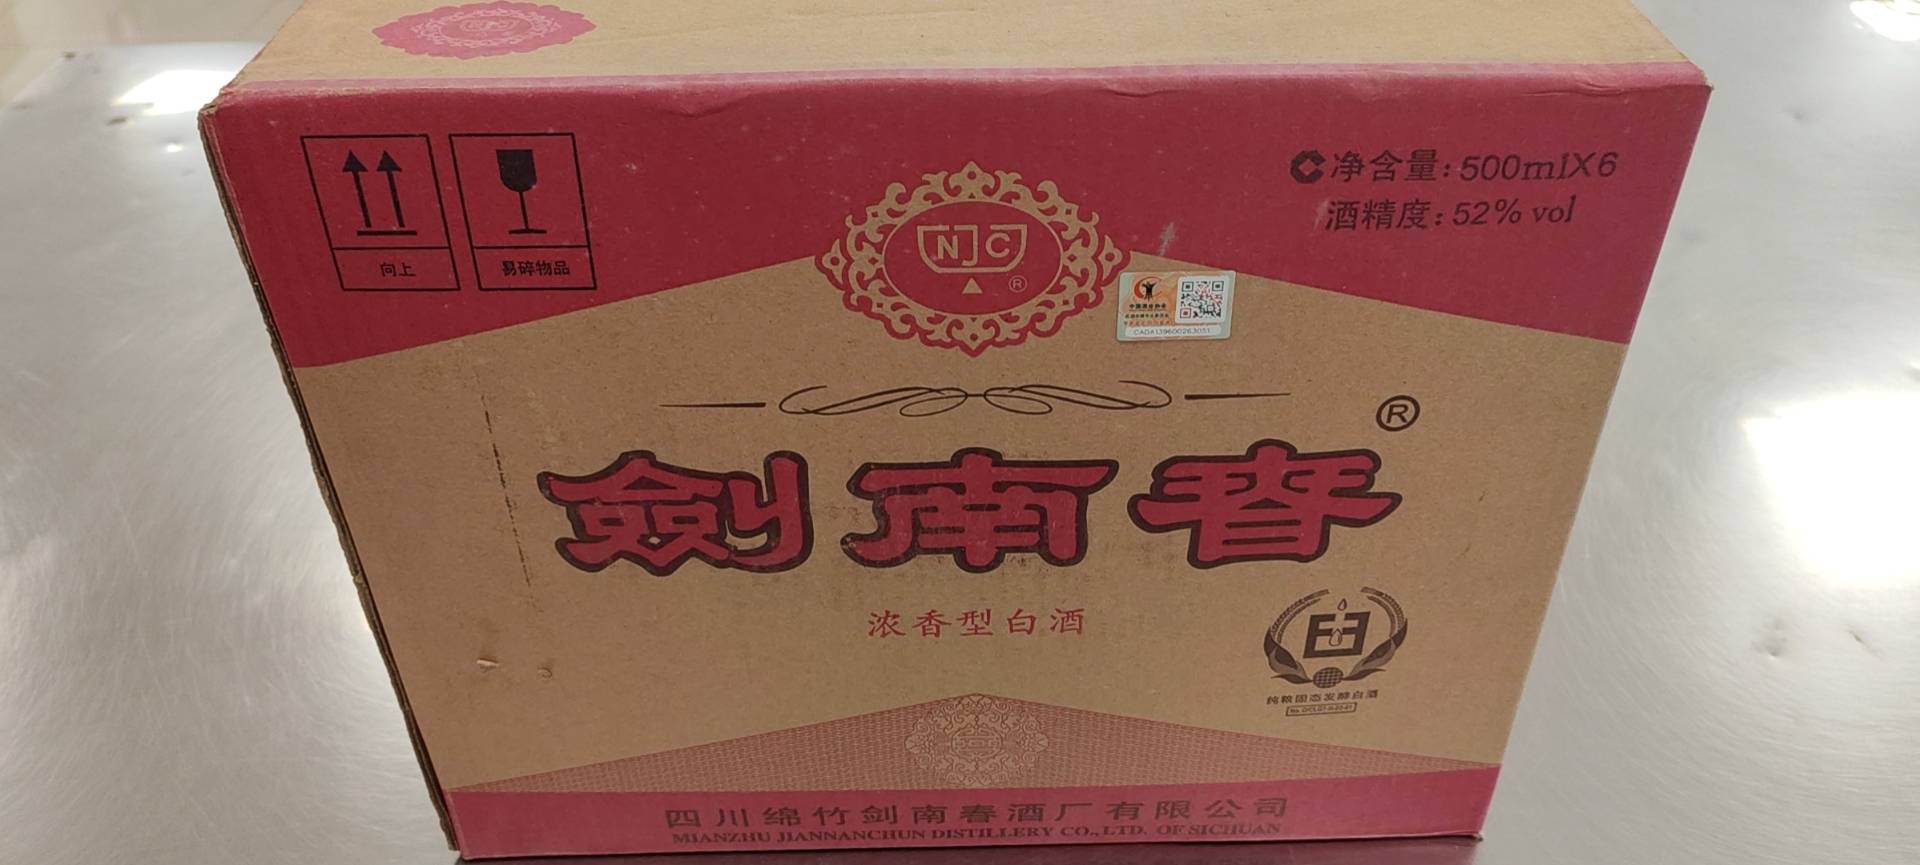 净含量:500mlX6
酒精度:52%vol
向上
易碎物品
NJC
®
CADA139600263051
®
劍南春
浓香型白酒
纯粮固态发酵白酒
四川绵竹剑南春酒厂有限公司
MIANZHU JIANNANCHUN DISTILLERY CO.,LTD. OF SICHUAN